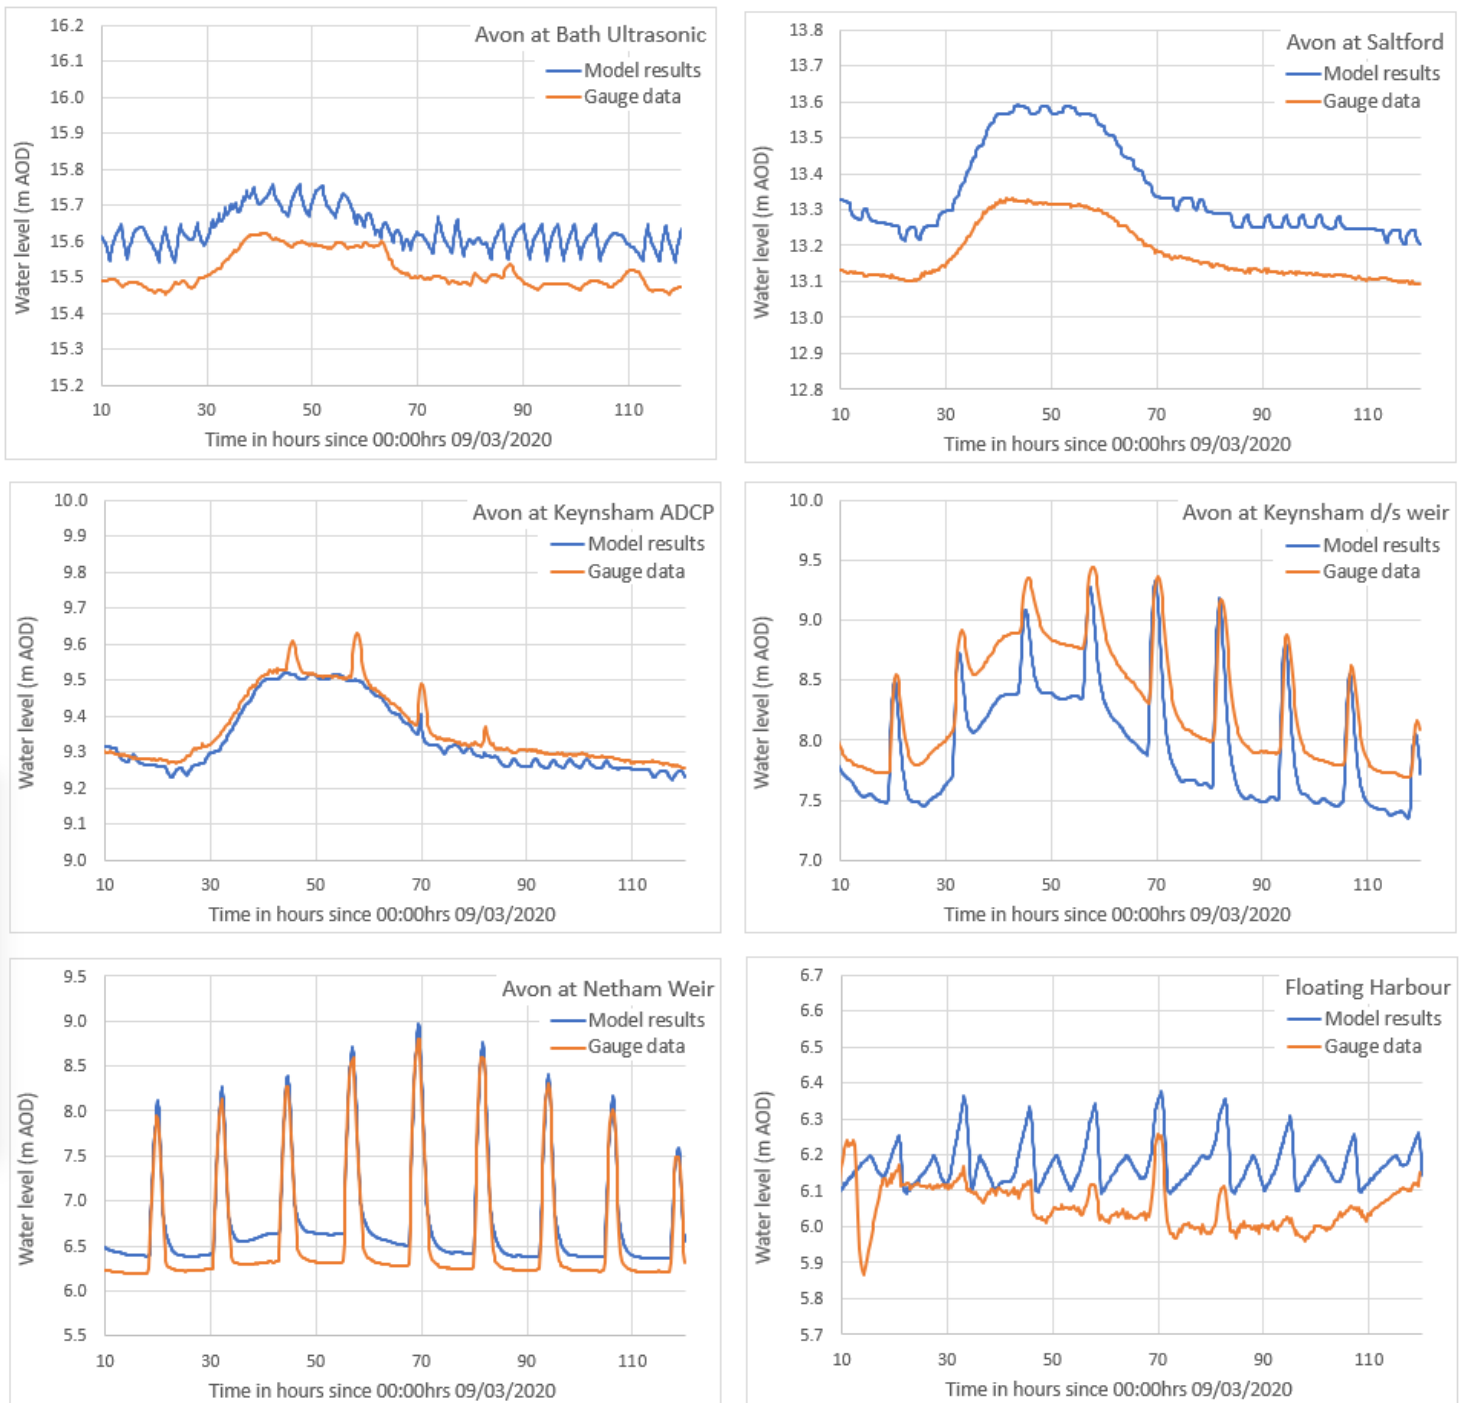 Avon at Bath Ultrasonic
Model results
Gauge data
Water level (m AOD)
16.2
16.1
16.0
15.9
15.8
15.7
15.6
15.5
15.4
15.3
15.2
10 30 50 70 90 110
Time in hours since 00:00hrs 09/03/2020
Avon at Saltford
Model results
Gauge data
Water level (m AOD)
13.8
13.7
13.6
13.5
13.4
13.3
13.2
13.1
13.0
12.9
12.8
10 30 50 70 90 110
Time in hours since 00:00hrs 09/03/2020
Avon at Keynsham ADCP
Model results
Gauge data
Water level (m AOD)
10.0
9.9
9.8
9.7
9.6
9.5
9.4
9.3
9.2
9.1
9.0
10 30 50 70 90 110
Time in hours since 00:00hrs 09/03/2020
Avon at Keynsham d/s weir
Model results
Gauge data
Water level (m AOD)
10.0
9.5
9.0
8.5
8.0
7.5
7.0
10 30 50 70 90 110
Time in hours since 00:00hrs 09/03/2020
Avon at Netham Weir
Model results
Gauge data
Water level (m AOD)
9.5
9.0
8.5
8.0
7.5
7.0
6.5
6.0
5.5
10 30 50 70 90 110
Time in hours since 00:00hrs 09/03/2020
Floating Harbour
Model results
Gauge data
Water level (m AOD)
6.7
6.6
6.5
6.4
6.3
6.2
6.1
6.0
5.9
5.8
5.7
10 30 50 70 90 110
Time in hours since 00:00hrs 09/03/2020